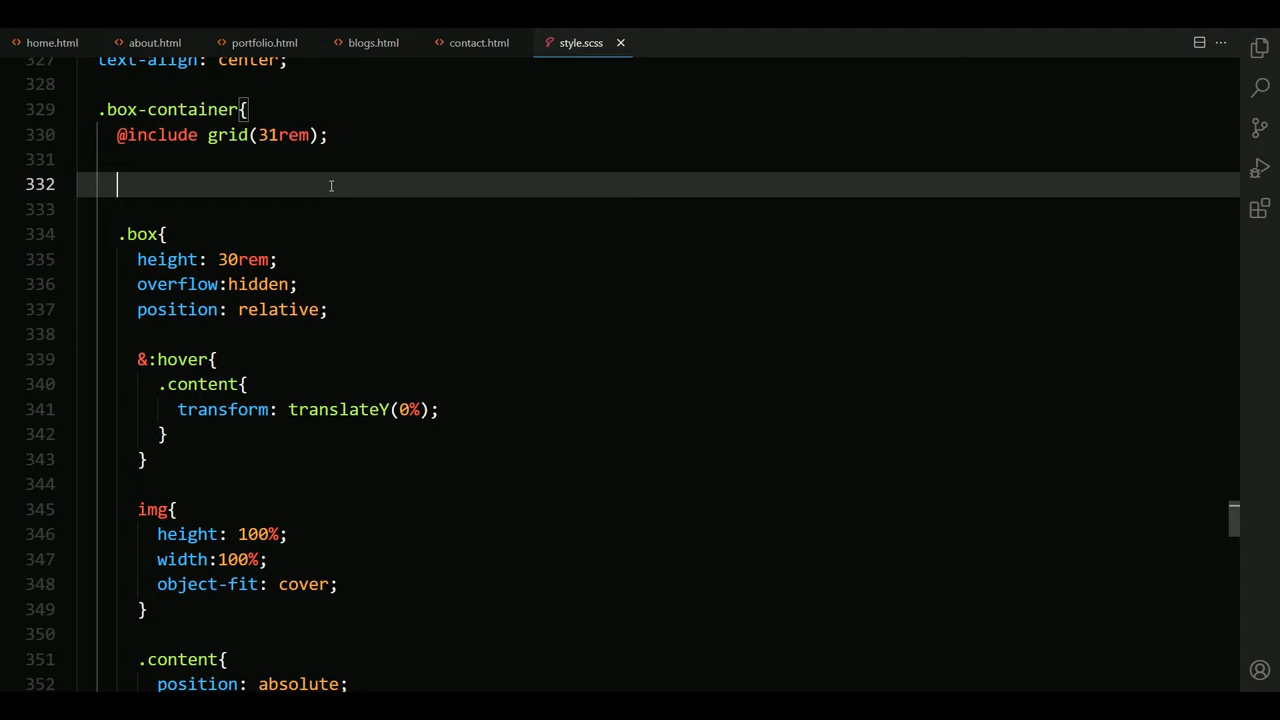 home.html about.html portfolio.html blogs.html contact.html style.scss
327 text-align: center;
328
329 .box-container{
330 @include grid(31rem);
331
332
333
334 .box{
335 height: 30rem;
336 overflow:hidden;
337 position: relative;
338
339 &:hover{
340 .content{
341 transform: translateY(0%);
342 }
343 }
344
345 img{
346 height: 100%;
347 width:100%;
348 object-fit: cover;
349 }
350
351 .content{
352 position: absolute;